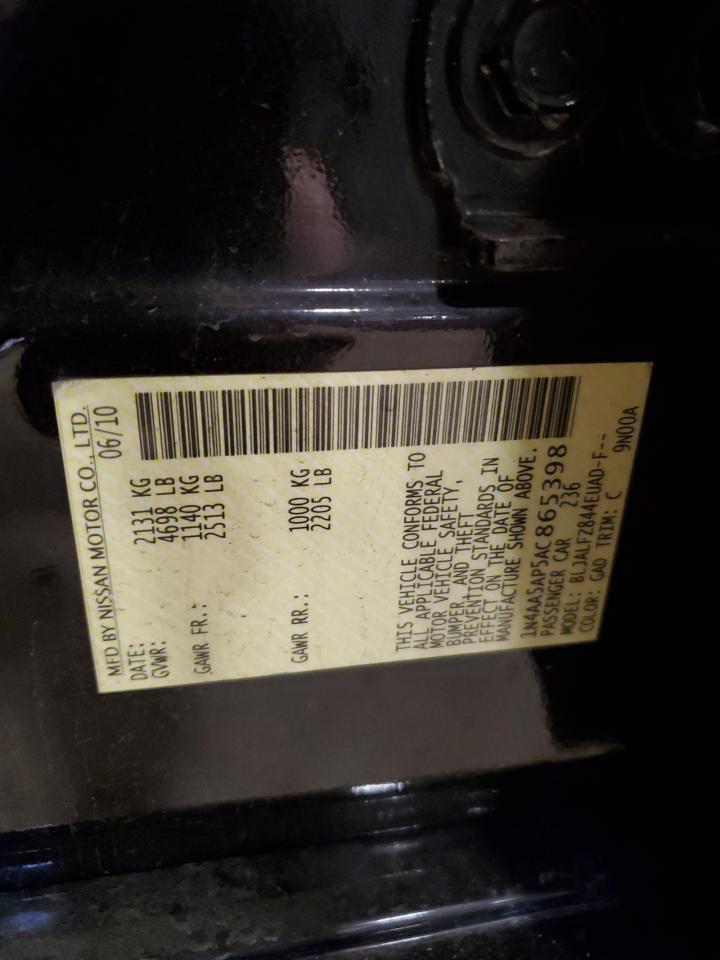 MFD BY NISSAN MOTOR CO., LTD.
DATE: 06/10
GVWR: 2131 KG
4698 LB
GAWR FR.: 1140 KG
2513 LB
GAWR RR.: 1000 KG
2205 LB
THIS VEHICLE CONFORMS TO
ALL APPLICABLE FEDERAL
MOTOR VEHICLE SAFETY,
BUMPER, AND THEFT
PREVENTION STANDARDS IN
EFFECT ON THE DATE OF
MANUFACTURE SHOWN ABOVE.
1N4AA5AP5AC865398
PASSENGER CAR 236
MODEL: BLJALFZ844EUAD-F--
COLOR: GAD TRIM: C 9N00A